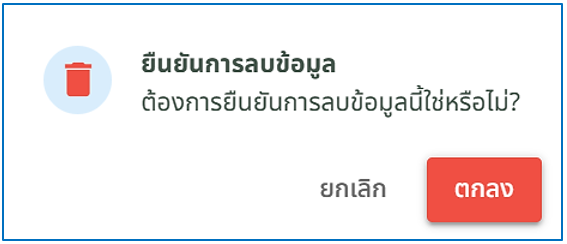 ยืนยันการลบข้อมูล
ต้องการยืนยันการลบข้อมูลนี้ใช่หรือไม่?
ยกเลิก ตกลง